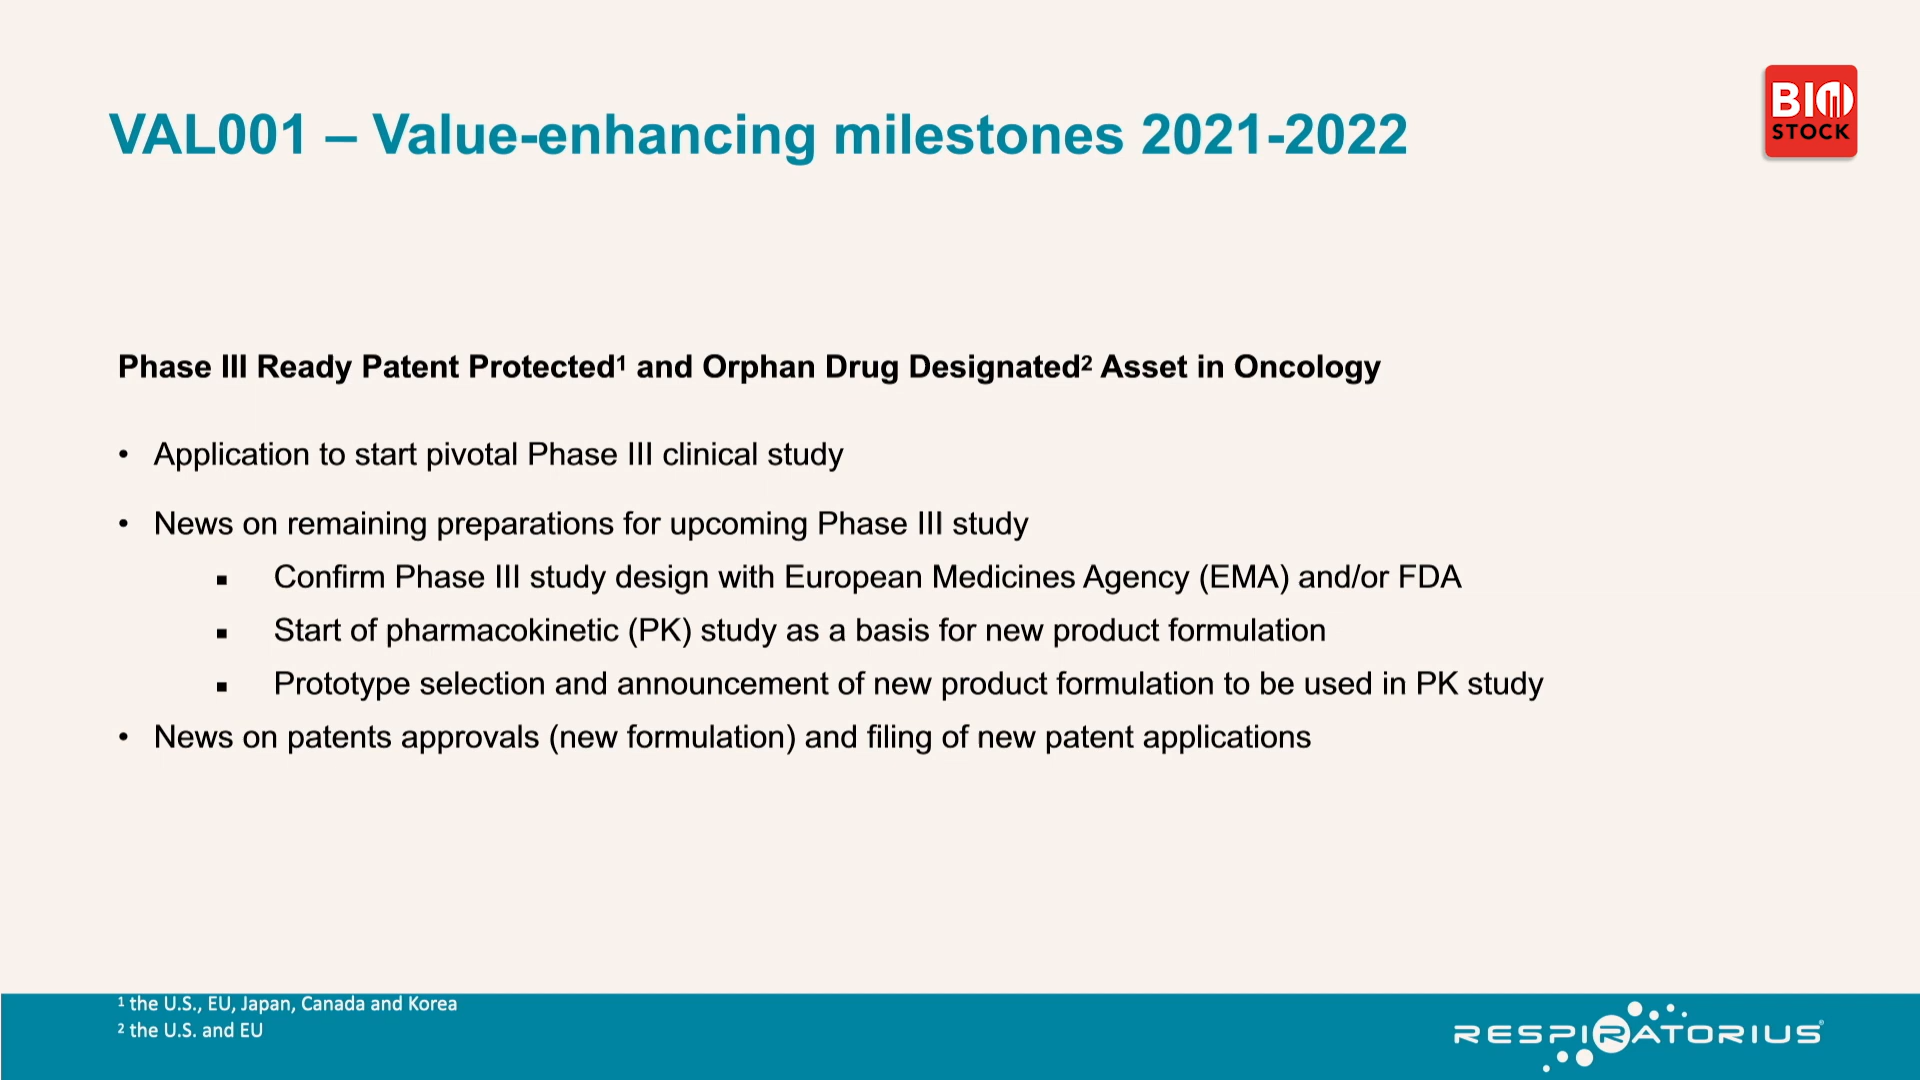 VAL001 – Value-enhancing milestones 2021-2022
BIO
STOCK
Phase III Ready Patent Protected¹ and Orphan Drug Designated² Asset in Oncology
• Application to start pivotal Phase III clinical study
• News on remaining preparations for upcoming Phase III study
▪ Confirm Phase III study design with European Medicines Agency (EMA) and/or FDA
▪ Start of pharmacokinetic (PK) study as a basis for new product formulation
▪ Prototype selection and announcement of new product formulation to be used in PK study
• News on patents approvals (new formulation) and filing of new patent applications
¹ the U.S., EU, Japan, Canada and Korea
² the U.S. and EU
RESPIRATORIUS®